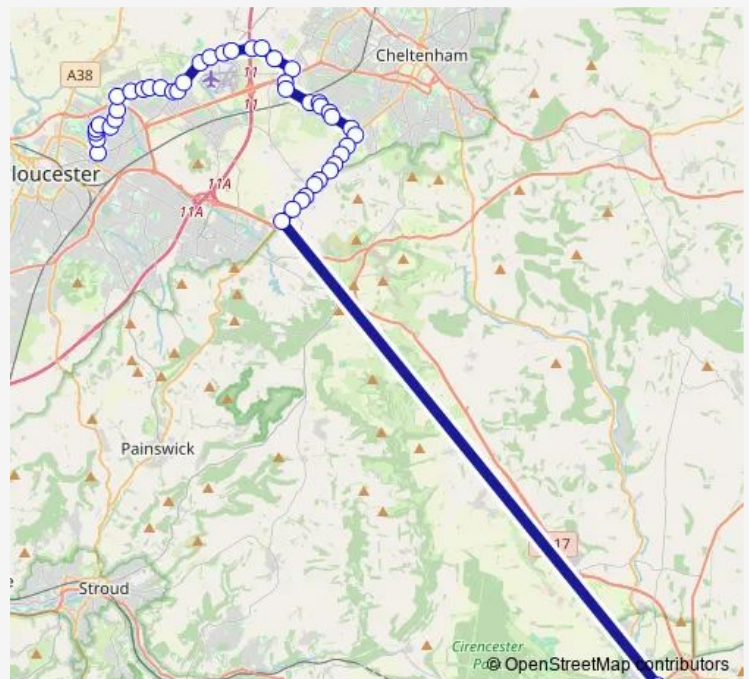 Cheltenham
A38
11
11
loucester
11A
11A
Painswick
17
Stroud
Cirencester
© OpenStreetMap contributors